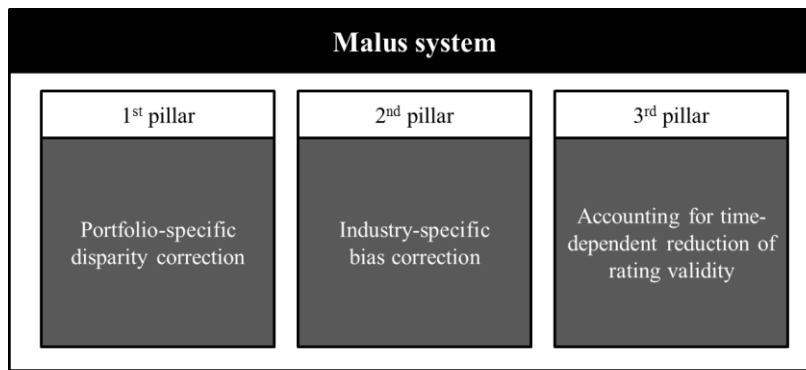 Malus system
1st pillar
2nd pillar
3rd pillar
Portfolio-specific
disparity correction
Industry-specific
bias correction
Accounting for time-
dependent reduction of
rating validity